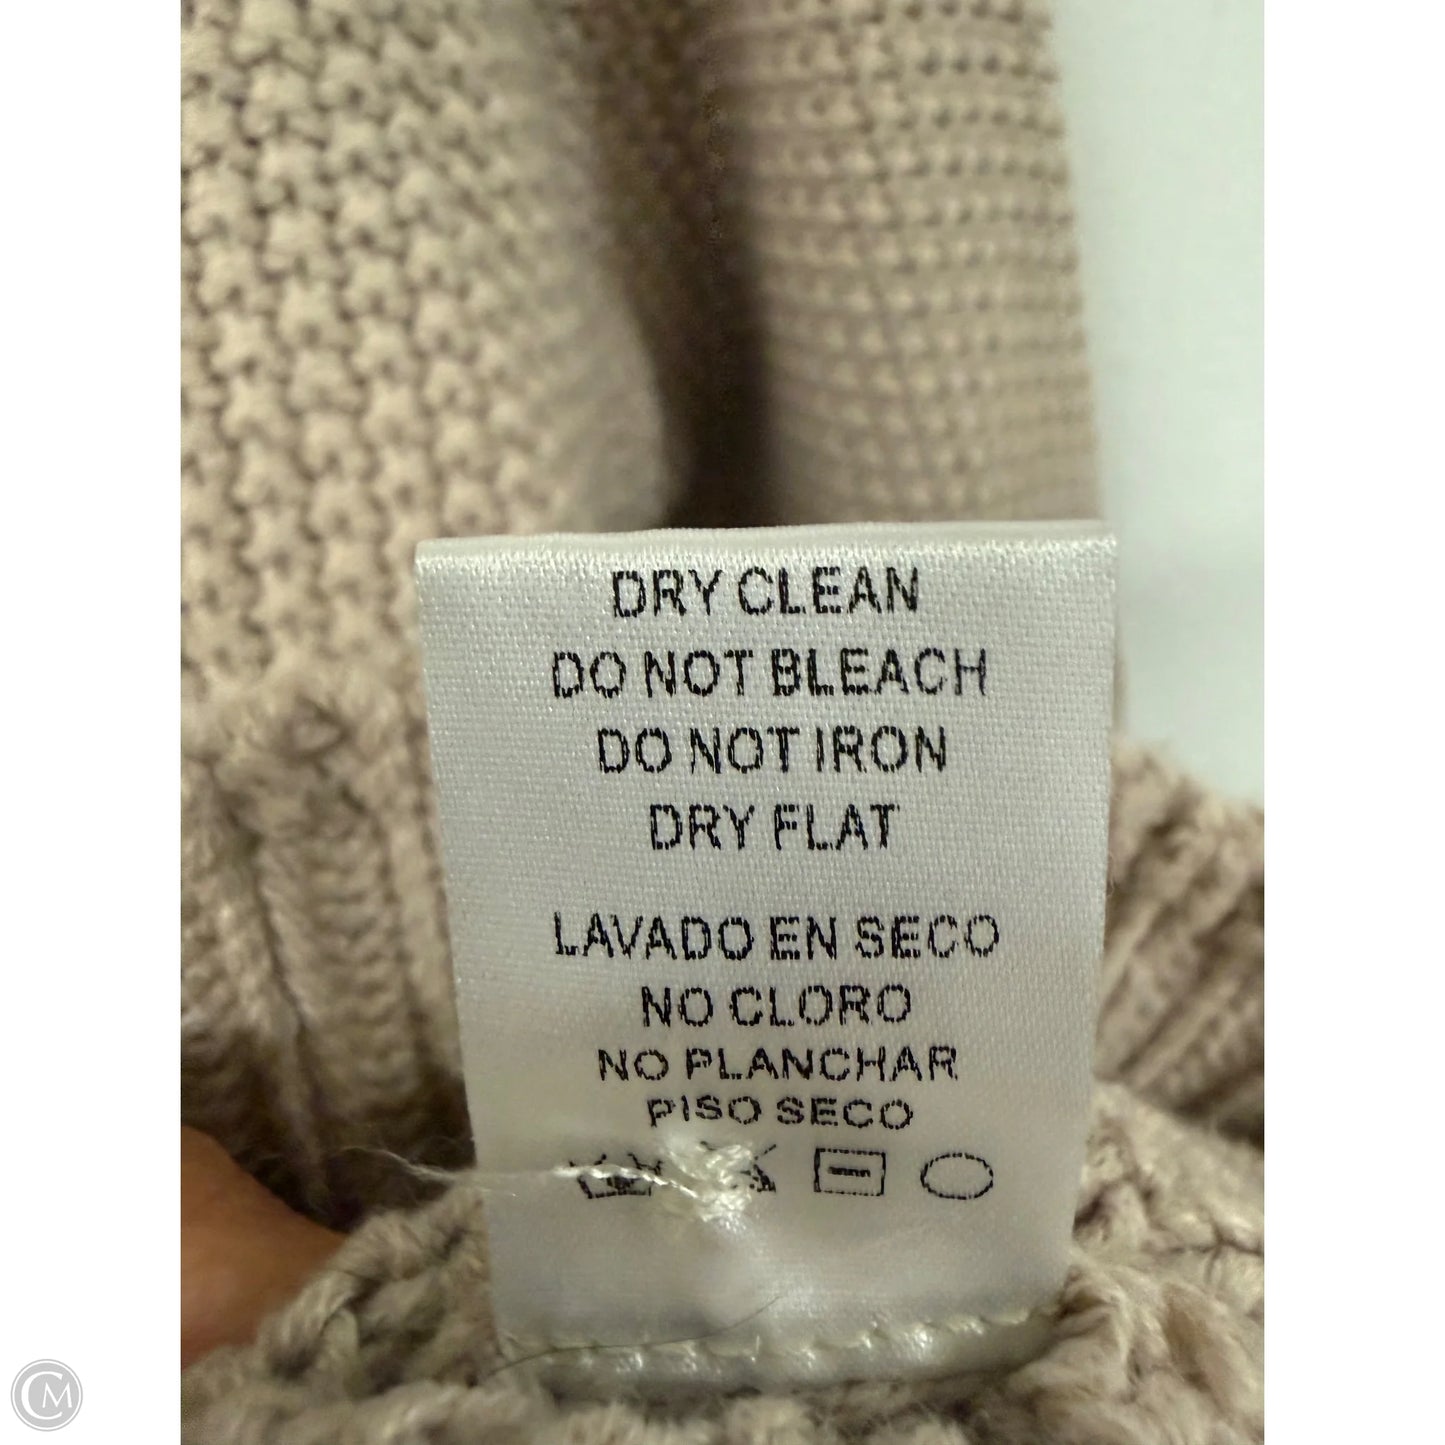 DRY CLEAN
DO NOT BLEACH
DO NOT IRON
DRY FLAT
LAVADO EN SECO
NO CLORO
NO PLANCHAR
PISO SECO
CM